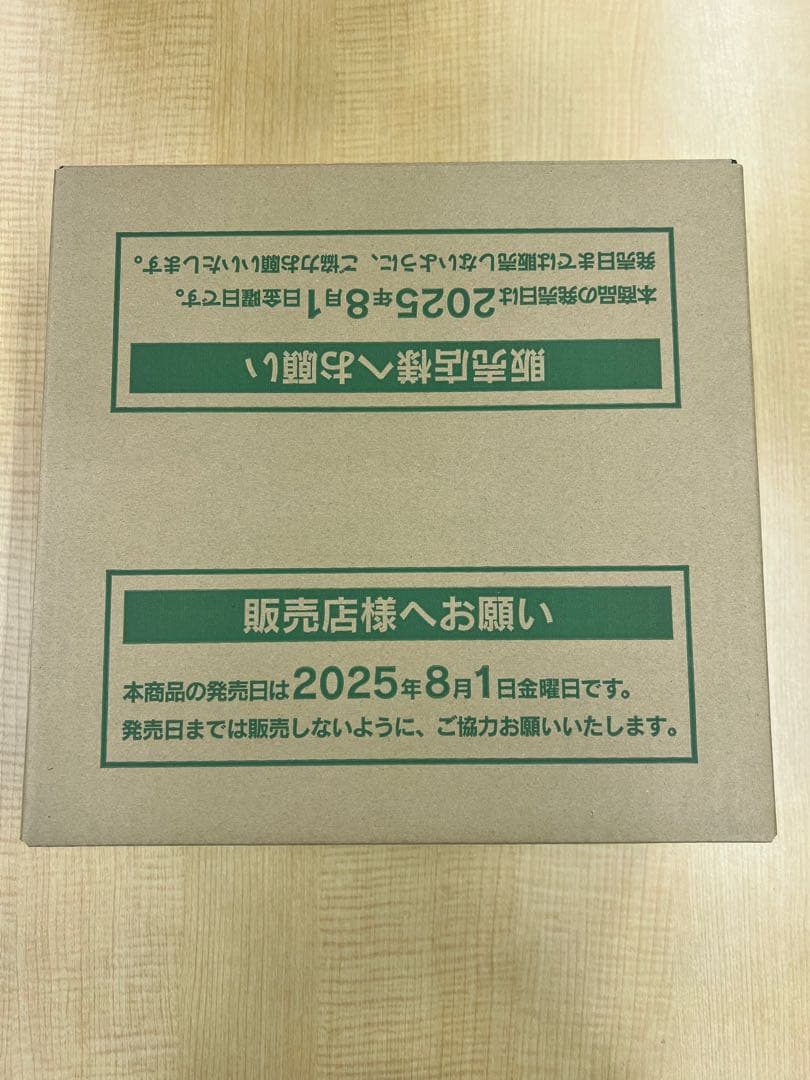 販売店様へお願い
本商品の発売日は2025年8月1日金曜日です。
発売日までは販売しないように、ご協力お願いいたします。
販売店様へお願い
本商品の発売日は2025年8月1日金曜日です。
発売日までは販売しないように、ご協力お願いいたします。